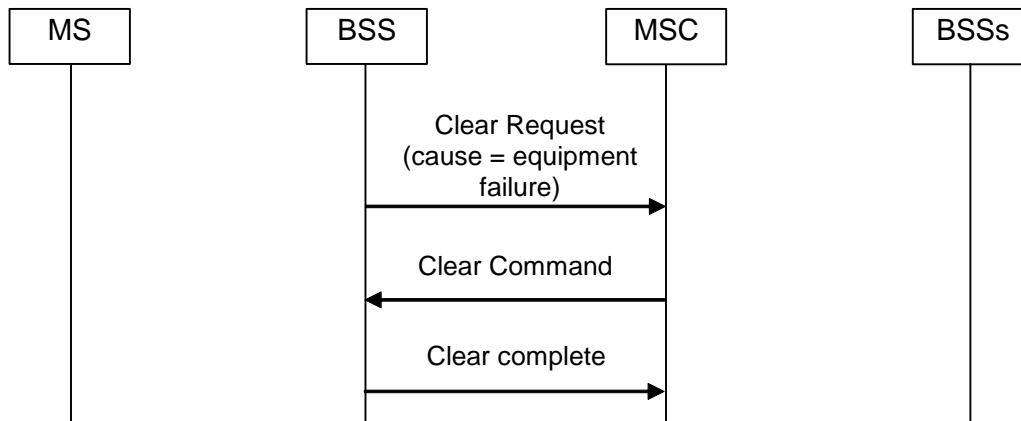 MS
BSS
MSC
BSSs
Clear Request
(cause = equipment
failure)
Clear Command
Clear complete